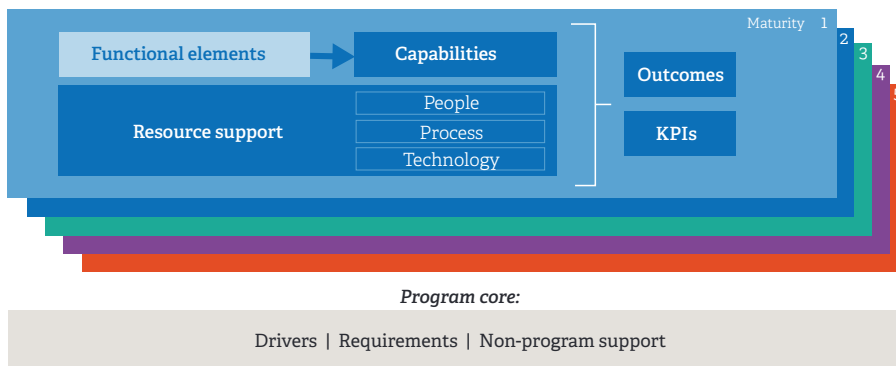 Maturity 1
2
3
4
5
Functional elements
Capabilities
Resource support
People
Process
Technology
Outcomes
KPIs
Program core:
Drivers | Requirements | Non-program support